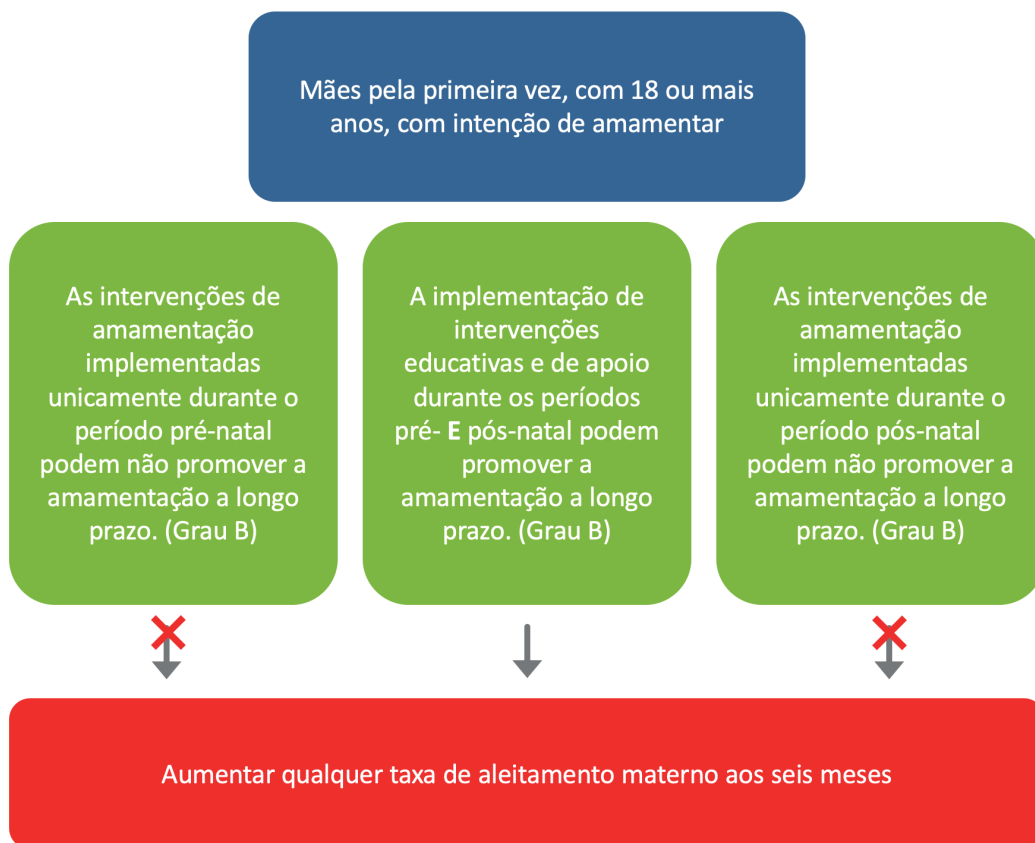 Mães pela primeira vez, com 18 ou mais
anos, com intenção de amamentar
As intervenções de
amamentação
implementadas
unicamente durante o
período pré-natal
podem não promover a
amamentação a longo
prazo. (Grau B)
A implementação de
intervenções
educativas e de apoio
durante os períodos
pré- E pós-natal podem
promover a
amamentação a longo
prazo. (Grau B)
As intervenções de
amamentação
implementadas
unicamente durante o
período pós-natal
podem não promover a
amamentação a longo
prazo. (Grau B)
Aumentar qualquer taxa de aleitamento materno aos seis meses